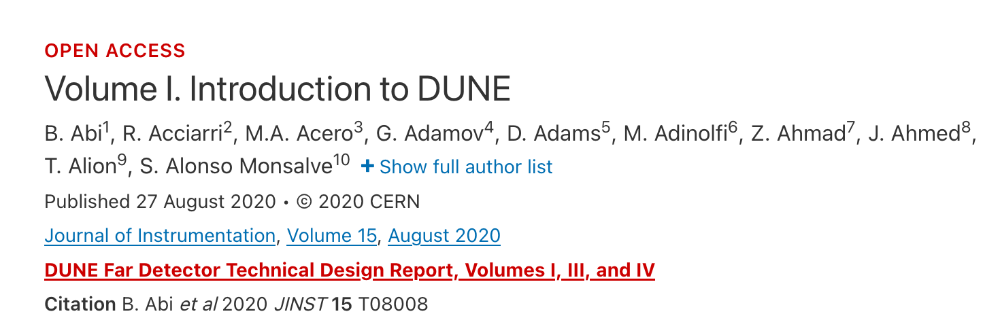 OPEN ACCESS
Volume I. Introduction to DUNE
B. Abi1, R. Acciarri2, M.A. Acero3, G. Adamov4, D. Adams5, M. Adinolfi6, Z. Ahmad7, J. Ahmed8,
T. Alion9, S. Alonso Monsalve10 + Show full author list
Published 27 August 2020 • © 2020 CERN
Journal of Instrumentation, Volume 15, August 2020
DUNE Far Detector Technical Design Report, Volumes I, III, and IV
Citation B. Abi et al 2020 JINST 15 T08008